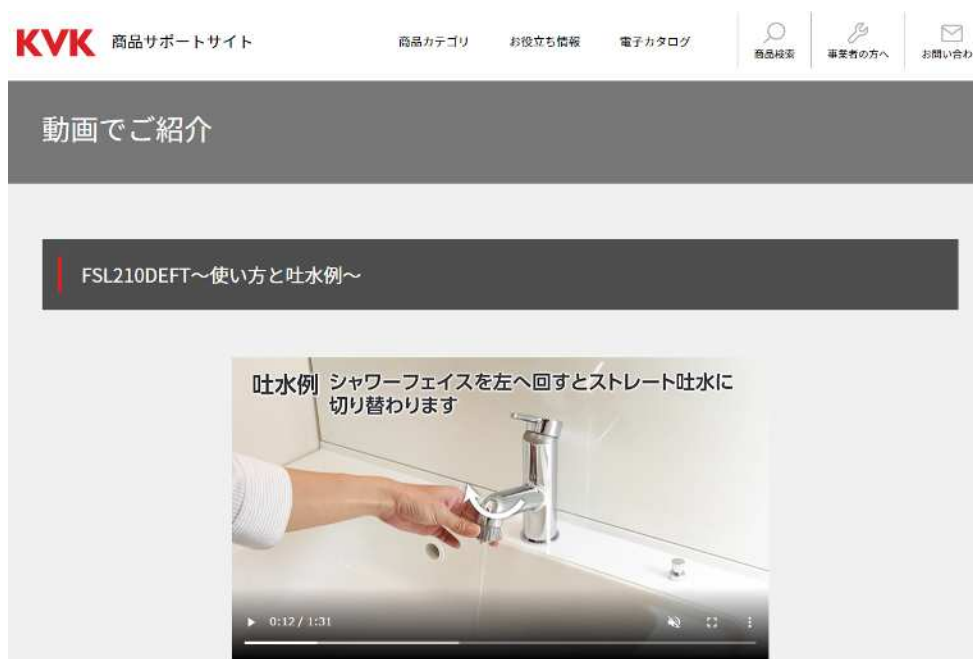 KVK 商品サポートサイト
商品カテゴリ
お役立ち情報
電子カタログ
商品検索
事業者の方へ
お問い合わ
動画でご紹介
FSL210DEFT～使い方と吐水例～
吐水例 シャワーフェイスを左へ回すとストレート吐水に
切り替わります
0:12 / 1:31